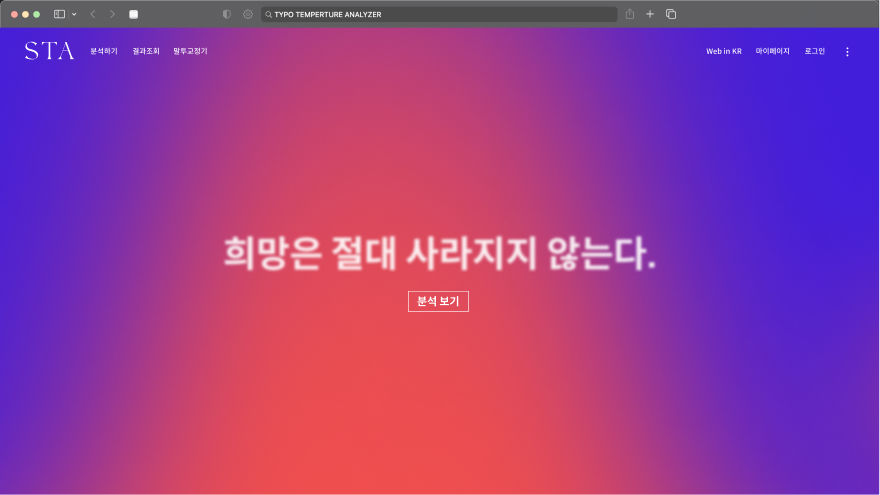 TYPO TEMPERTURE ANALYZER
STA 분석하기 결과조회 말투교정기 Web in KR 마이페이지 로그인
희망은 절대 사라지지 않는다.
분석 보기